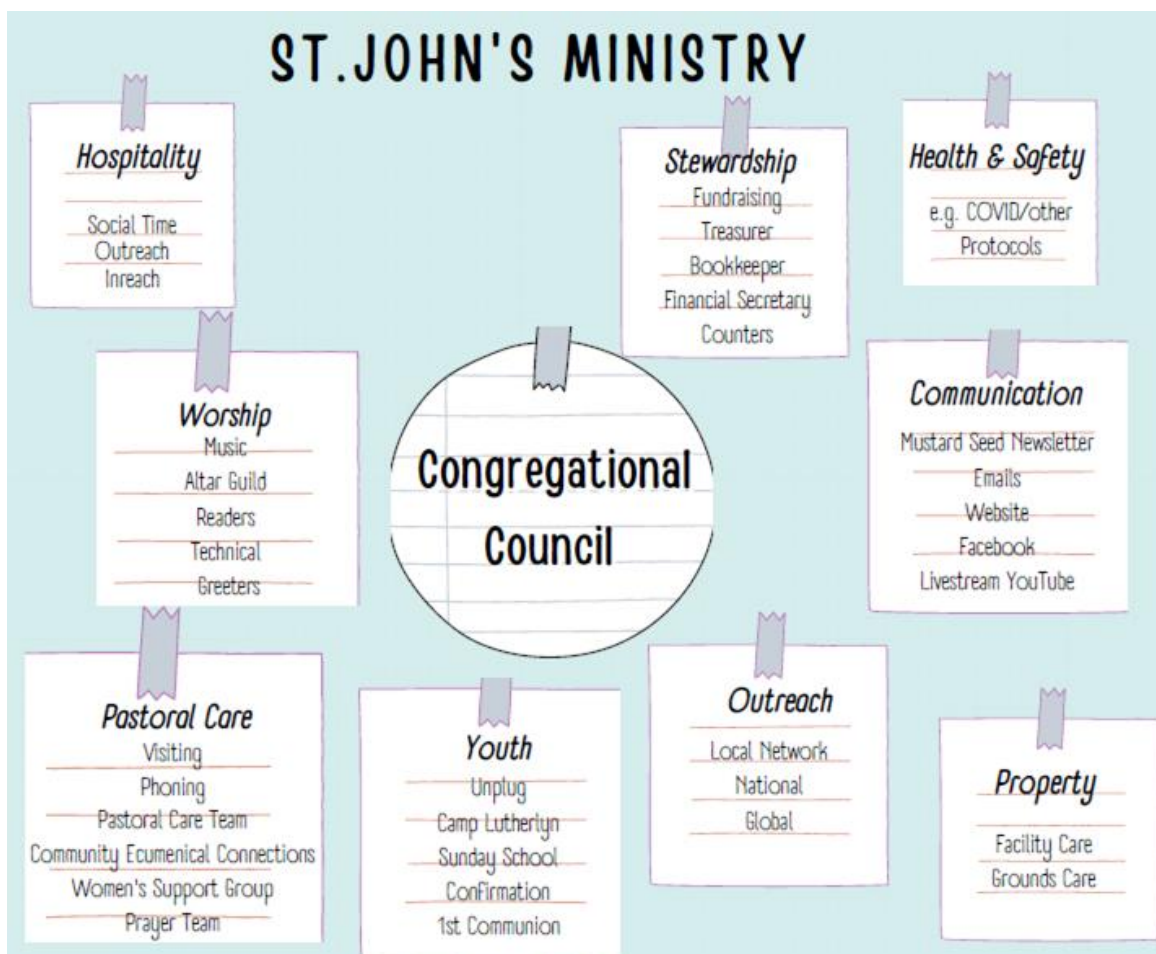 ST.JOHN'S MINISTRY
Hospitality
Social Time
Outreach
Inreach
Stewardship
Fundraising
Treasurer
Bookkeeper
Financial Secretary
Counters
Health & Safety
e.g. COVID/other
Protocols
Worship
Music
Altar Guild
Readers
Technical
Greeters
Congregational
Council
Communication
Mustard Seed Newsletter
Emails
Website
Facebook
Livestream YouTube
Pastoral Care
Visiting
Phoning
Pastoral Care Team
Community Ecumenical Connections
Women's Support Group
Prayer Team
Youth
Unplug
Camp Lutherlyn
Sunday School
Confirmation
1st Communion
Outreach
Local Network
National
Global
Property
Facility Care
Grounds Care